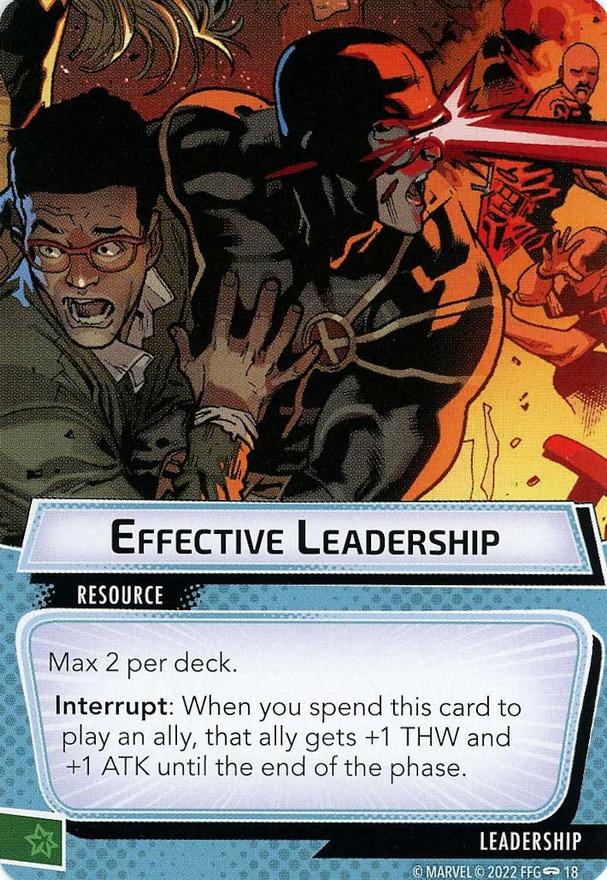 EFFECTIVE LEADERSHIP
RESOURCE
Max 2 per deck.
Interrupt: When you spend this card to
play an ally, that ally gets +1 THW and
+1 ATK until the end of the phase.
LEADERSHIP
© MARVEL © 2022 FFG 18